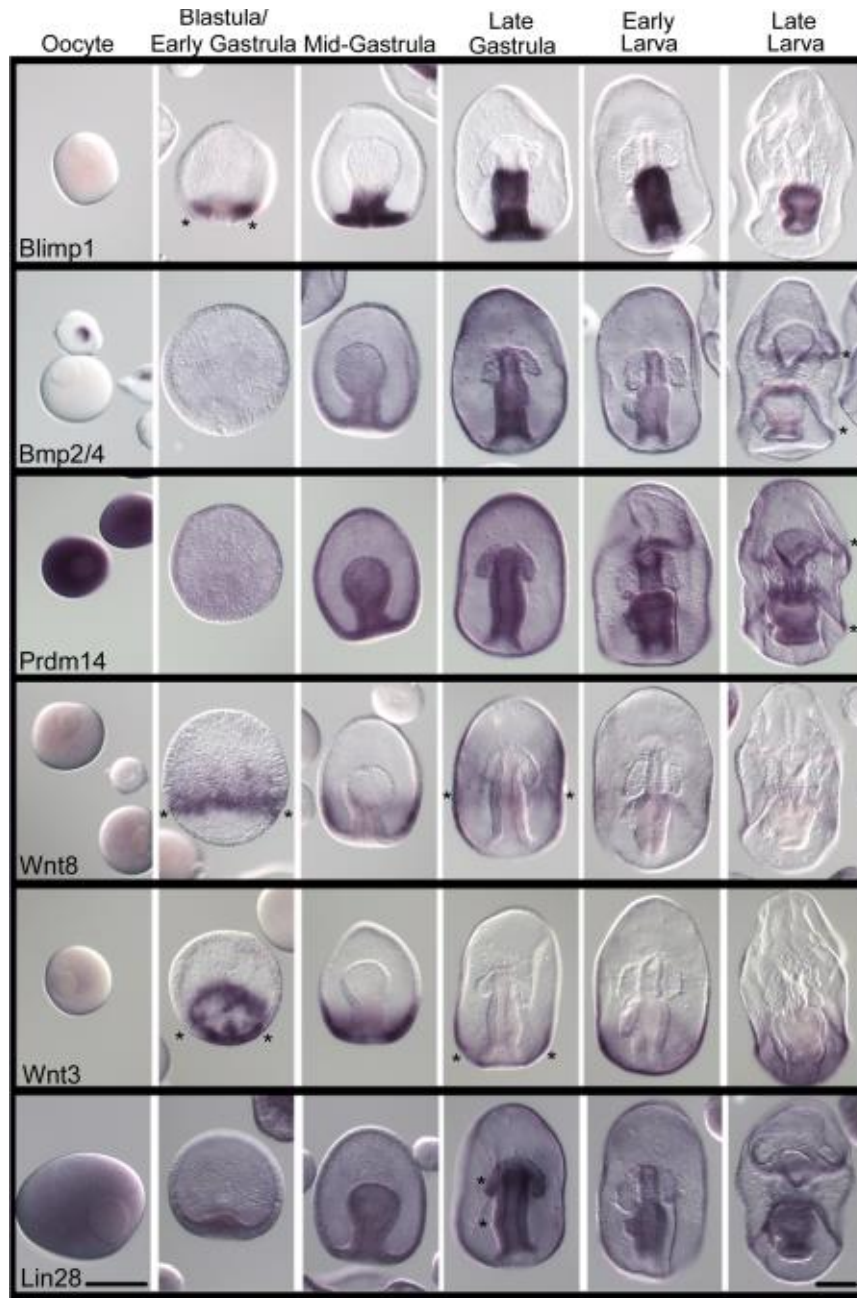 Oocyte
Blastula/
Early Gastrula
Mid-Gastrula
Late
Gastrula
Early
Larva
Late
Larva
Blimp1
* *
Bmp2/4
*
*
Prdm14
*
*
Wnt8
* *
* *
Wnt3
* *
* *
Lin28
*
*